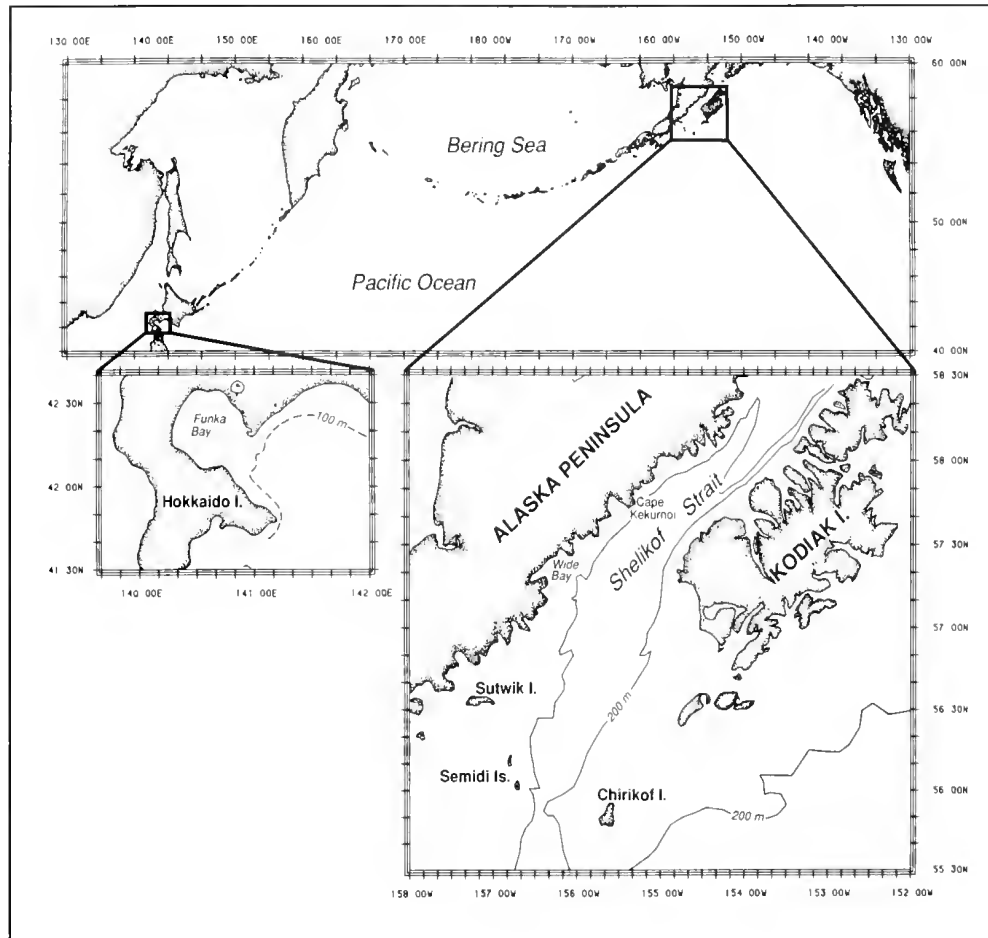 130 00E 140 00E 150 00E 160 00E 170 00E 180 00W 170 00W 160 00W 150 00W 140 00W 130 00W
60 00N
Bering Sea
50 00N
Pacific Ocean
40 00N
42 30N
Funka
Bay
100 m
42 00N
Hokkaido I.
41 30N
140 00E 141 00E 142 00E
58 30N
ALASKA PENINSULA
58 00N
Cape
Kekurnoi
Shelikof Strait
KODIAK I.
57 30N
Wide
Bay
57 00N
Sutwik I.
200 m
56 30N
Semidi Is.
56 00N
Chirikof I.
200 m
55 30N
158 00W 157 00W 156 00W 155 00W 154 00W 153 00W 152 00W